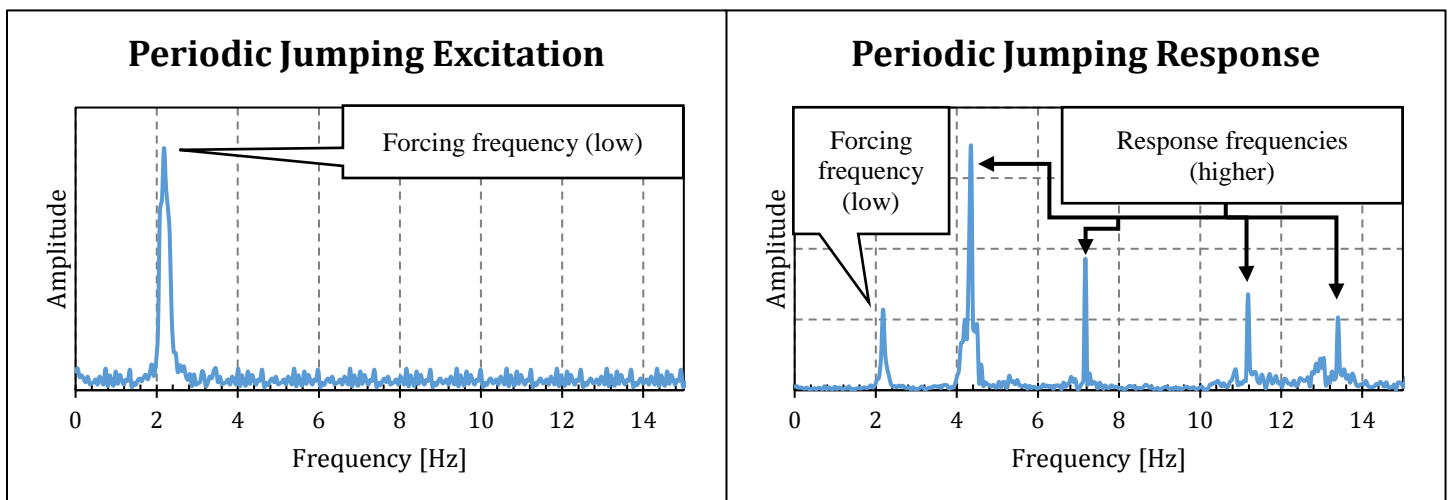 Periodic Jumping Excitation
Forcing frequency (low)
Amplitude
0 2 4 6 8 10 12 14
Frequency [Hz]
Periodic Jumping Response
Forcing
frequency
(low)
Response frequencies
(higher)
Amplitude
0 2 4 6 8 10 12 14
Frequency [Hz]